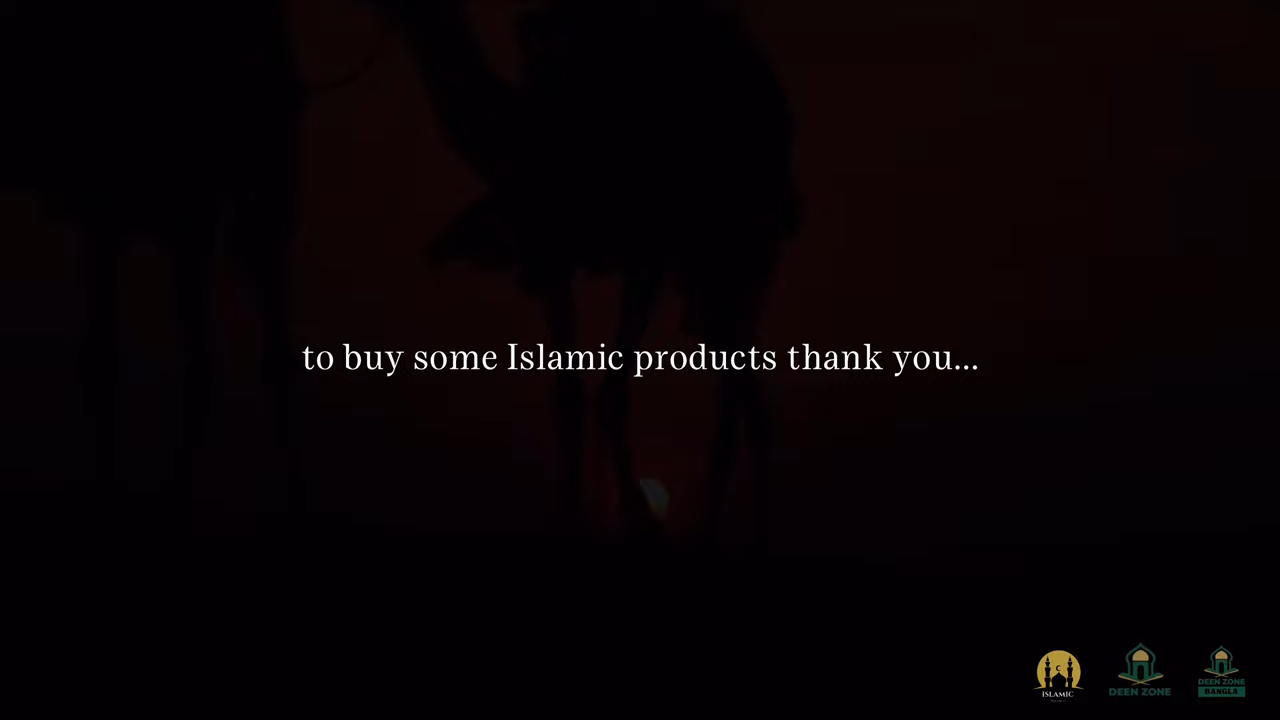 to buy some Islamic products thank you...
ISLAMIC
DEEN ZONE
DEEN ZONE
BANGLA